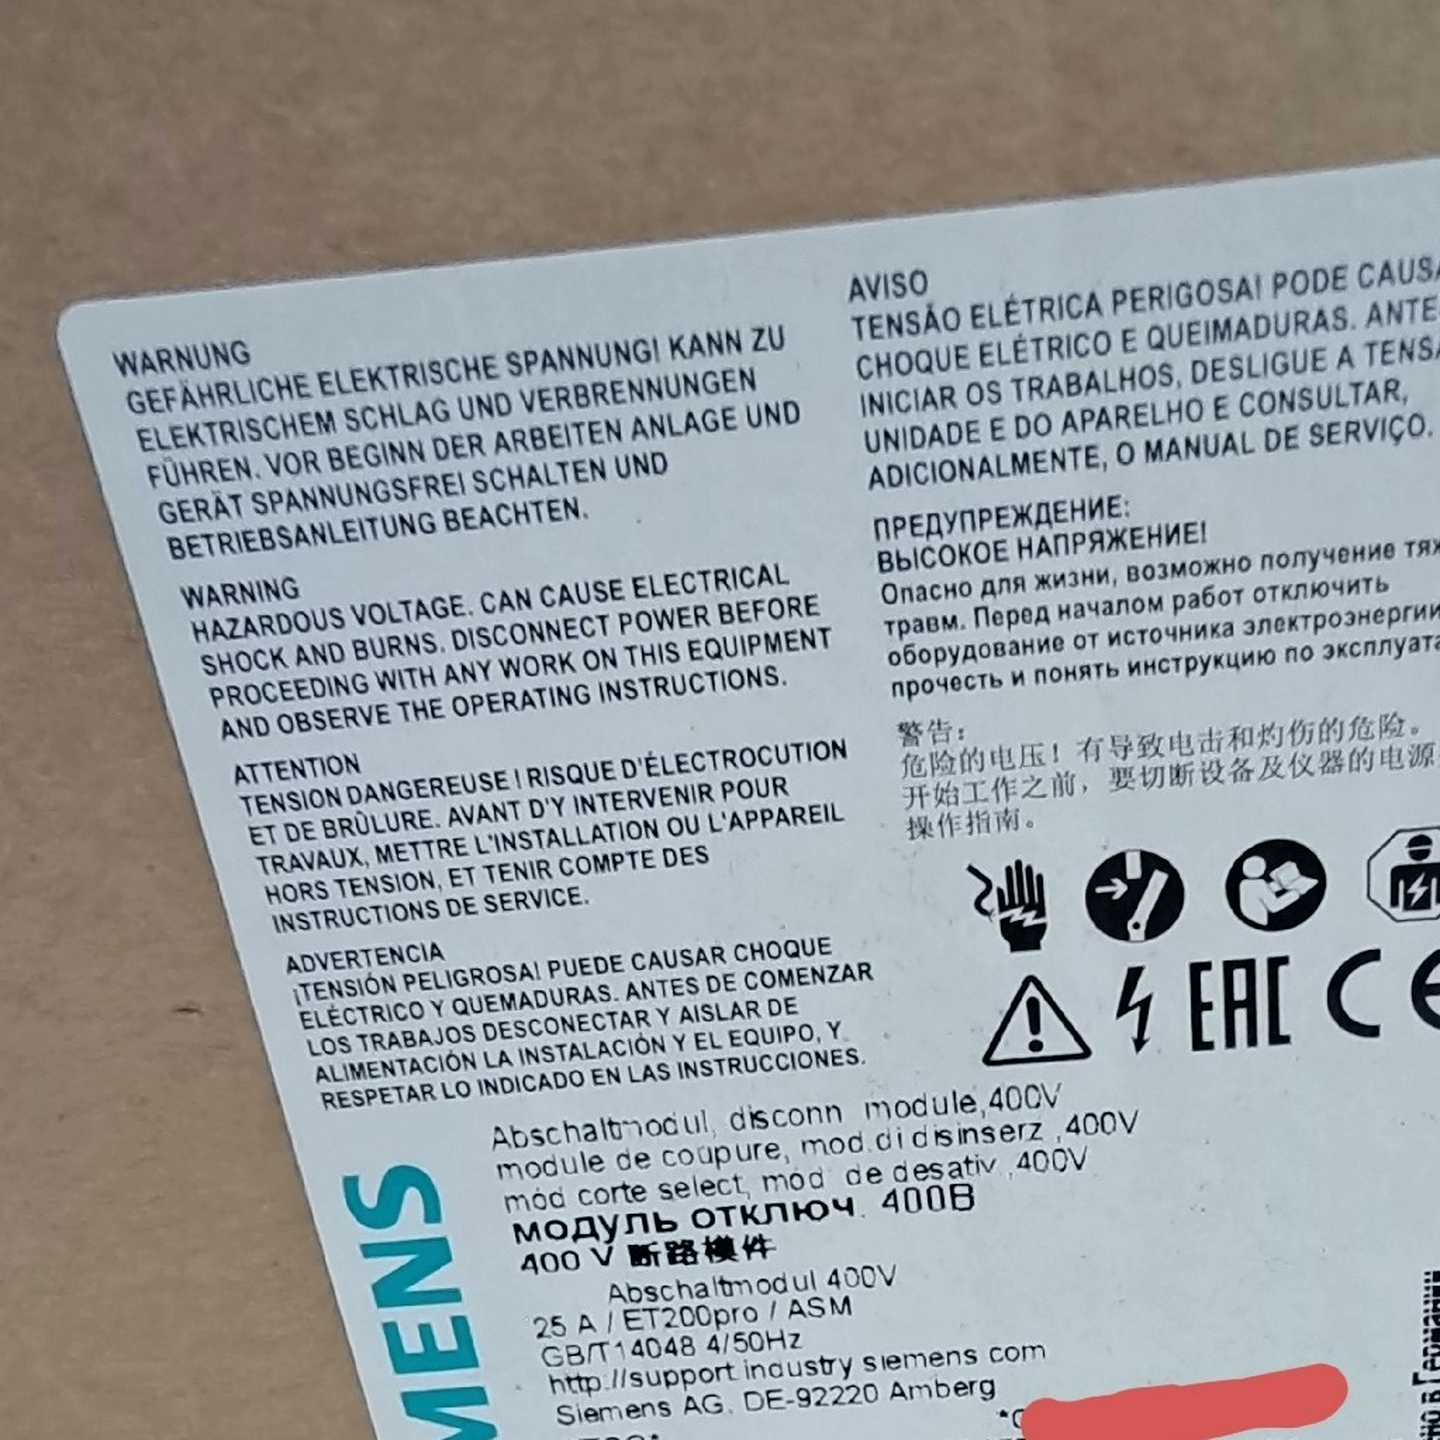 WARNUNG
GEFÄHRLICHE ELEKTRISCHE SPANNUNG! KANN ZU
ELEKTRISCHEM SCHLAG UND VERBRENNUNGEN
FÜHREN. VOR BEGINN DER ARBEITEN ANLAGE UND
GERÄT SPANNUNGSFREI SCHALTEN UND
BETRIEBSANLEITUNG BEACHTEN.
WARNING
HAZARDOUS VOLTAGE. CAN CAUSE ELECTRICAL
SHOCK AND BURNS. DISCONNECT POWER BEFORE
PROCEEDING WITH ANY WORK ON THIS EQUIPMENT
AND OBSERVE THE OPERATING INSTRUCTIONS.
ATTENTION
TENSION DANGEREUSE ! RISQUE D'ÉLECTROCUTION
ET DE BRÛLURE. AVANT D'Y INTERVENIR POUR
TRAVAUX, METTRE L'INSTALLATION OU L'APPAREIL
HORS TENSION, ET TENIR COMPTE DES
INSTRUCTIONS DE SERVICE.
ADVERTENCIA
¡TENSIÓN PELIGROSA! PUEDE CAUSAR CHOQUE
ELÉCTRICO Y QUEMADURAS. ANTES DE COMENZAR
LOS TRABAJOS DESCONECTAR Y AISLAR DE
ALIMENTACIÓN LA INSTALACIÓN Y EL EQUIPO, Y
RESPETAR LO INDICADO EN LAS INSTRUCCIONES.
AVISO
TENSÃO ELÉTRICA PERIGOSA! PODE CAUSA
CHOQUE ELÉTRICO E QUEIMADURAS. ANTE
INICIAR OS TRABALHOS, DESLIGUE A TENSÃ
UNIDADE E DO APARELHO E CONSULTAR,
ADICIONALMENTE, O MANUAL DE SERVIÇO.
ПРЕДУПРЕЖДЕНИЕ:
ВЫСОКОЕ НАПРЯЖЕНИЕ!
Опасно для жизни, возможно получение тяж
травм. Перед началом работ отключить
оборудование от источника электроэнергии
прочесть и понять инструкцию по эксплуата
警告：
危险的电压！有导致电击和灼伤的危险。
开始工作之前，要切断设备及仪器的电源
操作指南。
EAC CE
Abschaltmodul, disconn module,400V
module de coupure, mod.di disinserz ,400V
mód corte select, mód de desativ ,400V
модуль отключ. 400В
400 V 断路模件
Abschaltmodul 400V
25 A / ET200pro / ASM
GB/T14048 4/50Hz
http://support.industry siemens com
Siemens AG, DE-92220 Amberg
MENS